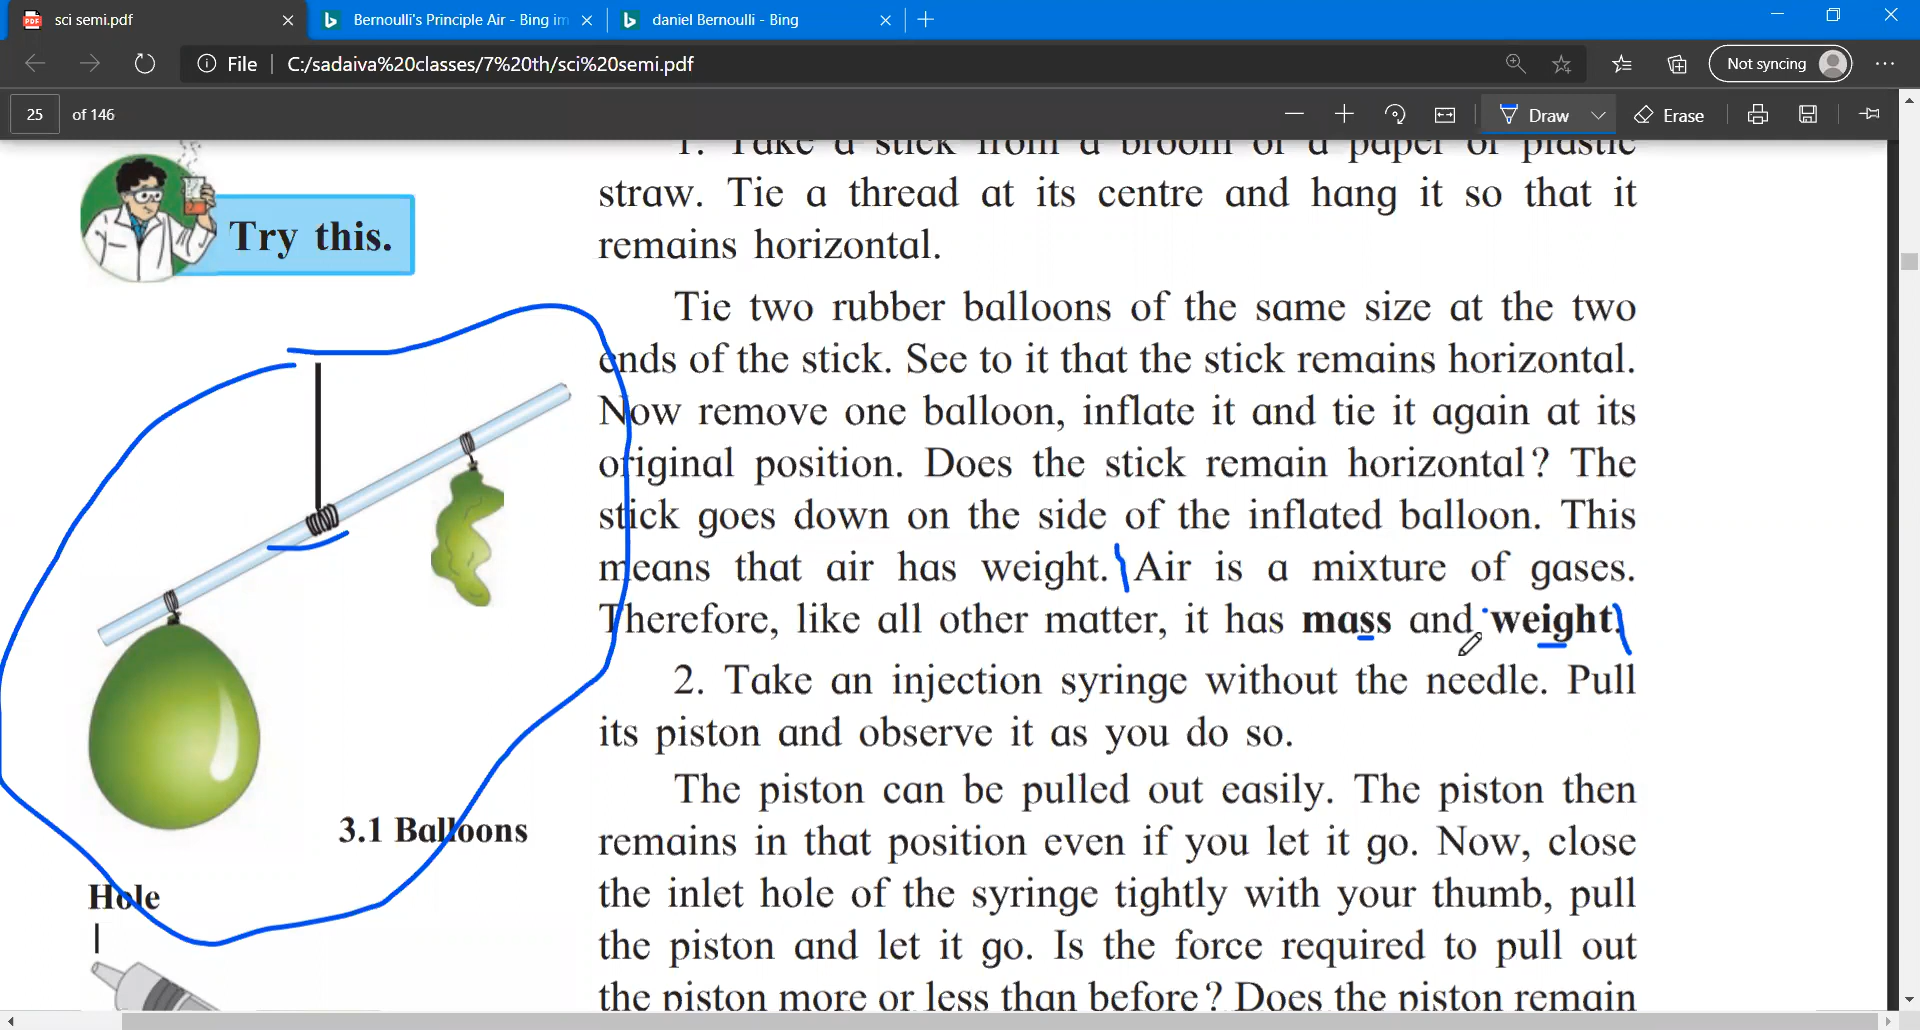 sci semi.pdf
Bernoulli's Principle Air - Bing im
daniel Bernoulli - Bing
File C:/sadaiva%20classes/7%20th/sci%20semi.pdf
Not syncing
25 of 146
Draw
Erase
1. Take a stick from a broom or a paper or plastic
straw. Tie a thread at its centre and hang it so that it
remains horizontal.
Try this.
Tie two rubber balloons of the same size at the two
ends of the stick. See to it that the stick remains horizontal.
Now remove one balloon, inflate it and tie it again at its
original position. Does the stick remain horizontal? The
stick goes down on the side of the inflated balloon. This
means that air has weight. Air is a mixture of gases.
Therefore, like all other matter, it has mass and weight.
2. Take an injection syringe without the needle. Pull
its piston and observe it as you do so.
The piston can be pulled out easily. The piston then
remains in that position even if you let it go. Now, close
the inlet hole of the syringe tightly with your thumb, pull
the piston and let it go. Is the force required to pull out
the piston more or less than before? Does the piston remain
3.1 Balloons
Hole